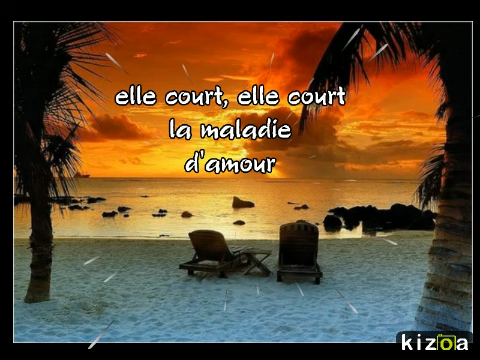 elle court, elle court
la maladie
d'amour
kizoa